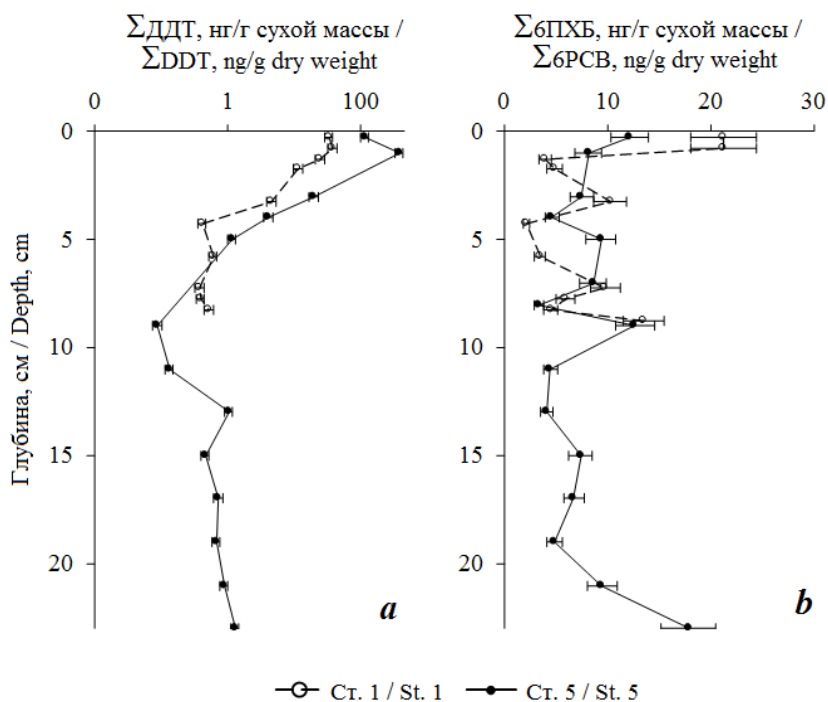 ΣДДТ, нг/г сухой массы /
ΣDDT, ng/g dry weight
0 1 100
Σ6ПХБ, нг/г сухой массы /
Σ6PCB, ng/g dry weight
0 10 20 30
Глубина, см / Depth, cm
0
5
10
15
20
a
b
Ст. 1 / St. 1
Ст. 5 / St. 5